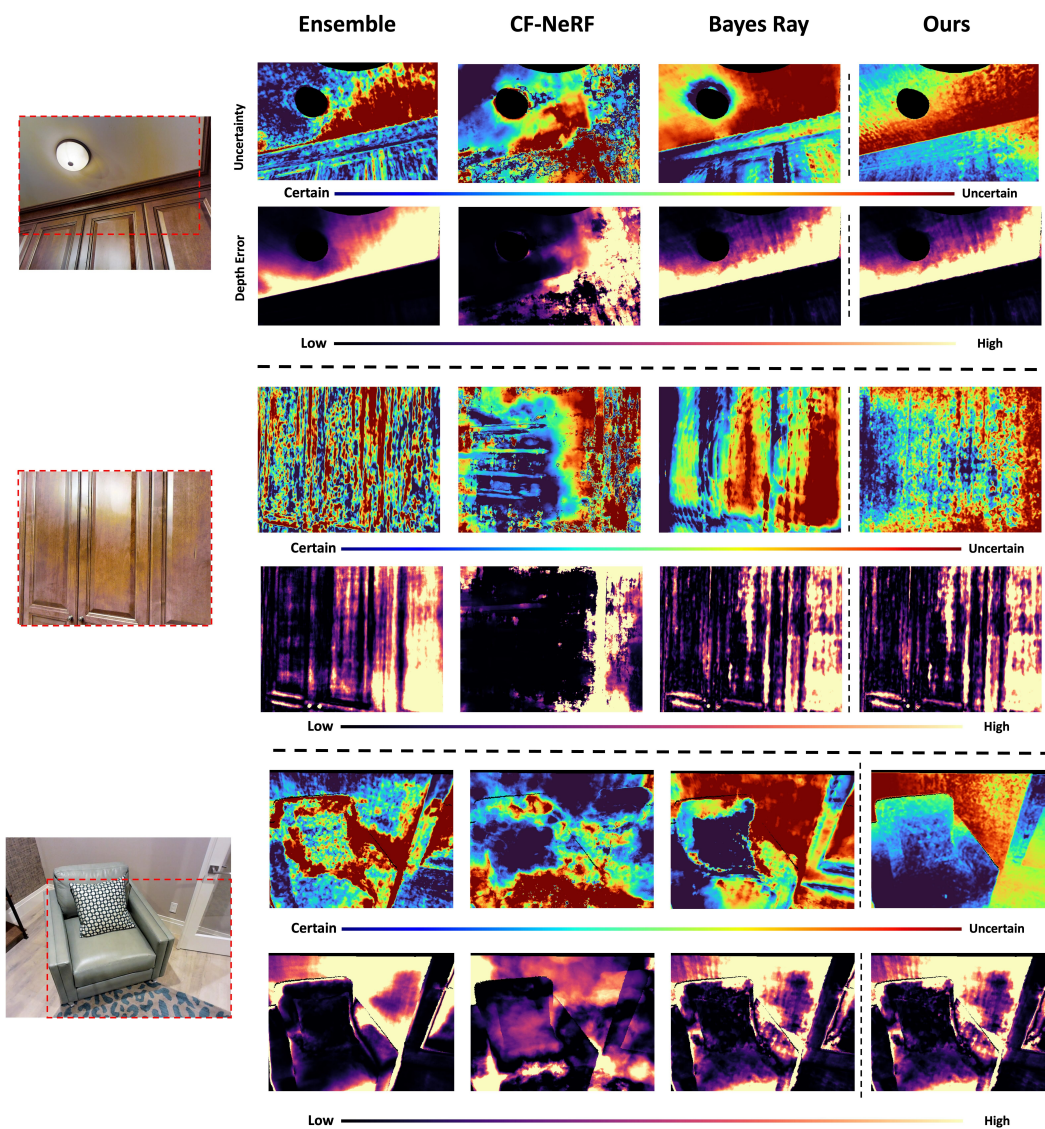 Ensemble CF-NeRF Bayes Ray Ours
Uncertainty
Certain Uncertain
Depth Error
Low High
Certain Uncertain
Low High
Certain Uncertain
Low High